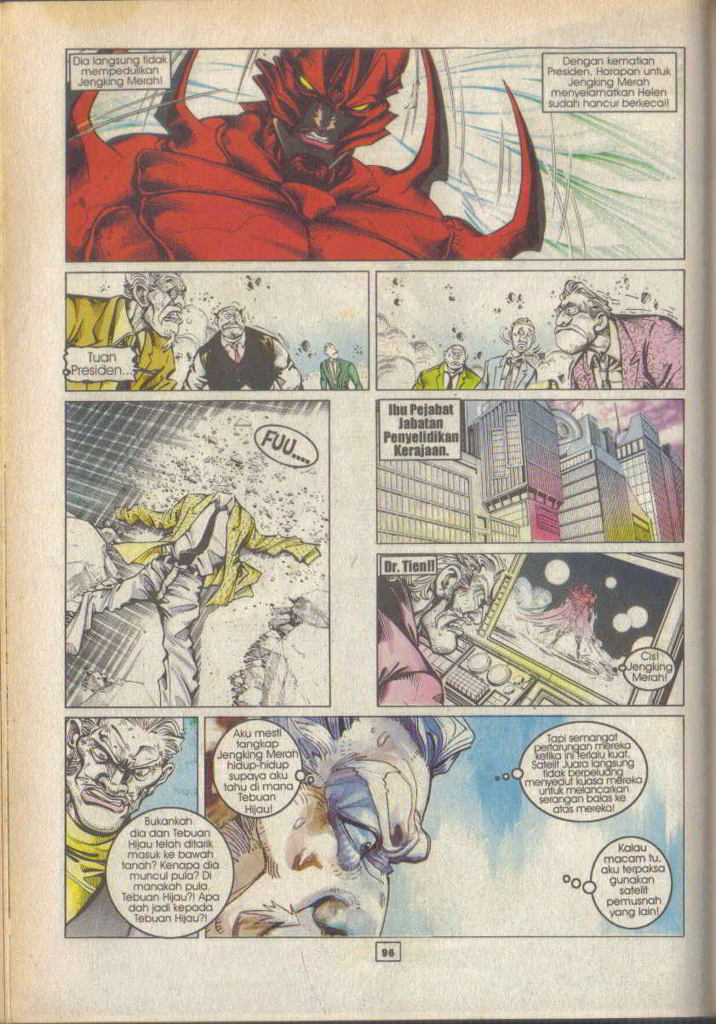 Dia langsung tidak
mempedulikan
Jengking Merah!
Dengan kematian
Presiden, Harapan untuk
Jengking Merah
menyelamatkan Helen
sudah hancur berkecai!
Tuan
Presiden...
FUU....
Ibu Pejabat
Jabatan
Penyelidikan
Kerajaan.
Dr. Tien!!
Cis!
Jengking
Merah!
Bukankah
dia dan Tebuan
Hijau telah ditarik
masuk ke bawah
tanah? Kenapa dia
muncul pula? Di
manakah pula
Tebuan Hijau?! Apa
dah jadi kepada
Tebuan Hijau?!
Aku mesti
tangkap
Jengking Merah
hidup-hidup
supaya aku
tahu di mana
Tebuan
Hijau!
Tapi semangat
pertarungan mereka
ketika ini terlalu kuat.
Satelit Juara langsung
tidak berpeluang
menyedut kuasa mereka
untuk melancarkan
serangan balas ke
atas mereka!
Kalau
macam tu,
aku terpaksa
gunakan
satelit
pemusnah
yang lain!
96